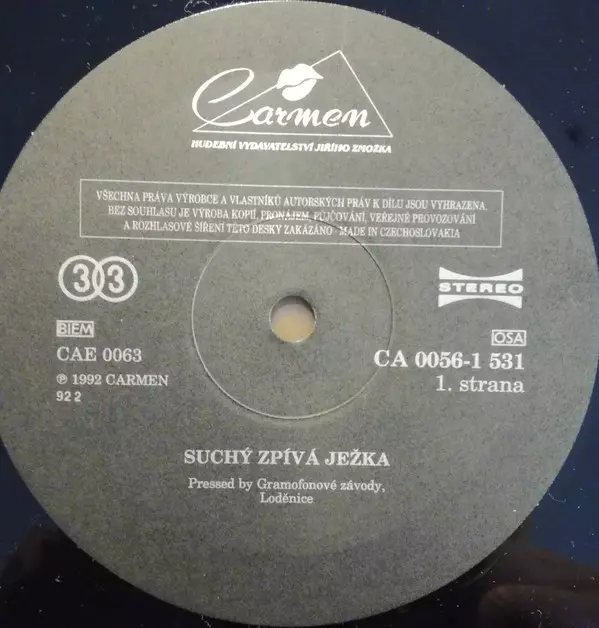 Carmen
HUDEBNÍ VYDAVATELSTVÍ JIŘÍHO ZMOŽKA
VŠECHNA PRÁVA VÝROBCE A VLASTNÍKŮ AUTORSKÝCH PRÁV K DÍLU JSOU VYHRAZENA.
BEZ SOUHLASU JE VÝROBA KOPIÍ, PRONÁJEM, PŮJČOVÁNÍ, VEŘEJNÉ PROVOZOVÁNÍ
A ROZHLASOVÉ ŠÍŘENÍ TÉTO DESKY ZAKÁZÁNO - MADE IN CZECHOSLOVAKIA
33
STEREO
BIEM
OSA
CAE 0063
CA 0056-1 531
℗ 1992 CARMEN
1. strana
92 2
SUCHÝ ZPÍVÁ JEŽKA
Pressed by Gramofonové závody,
Loděnice